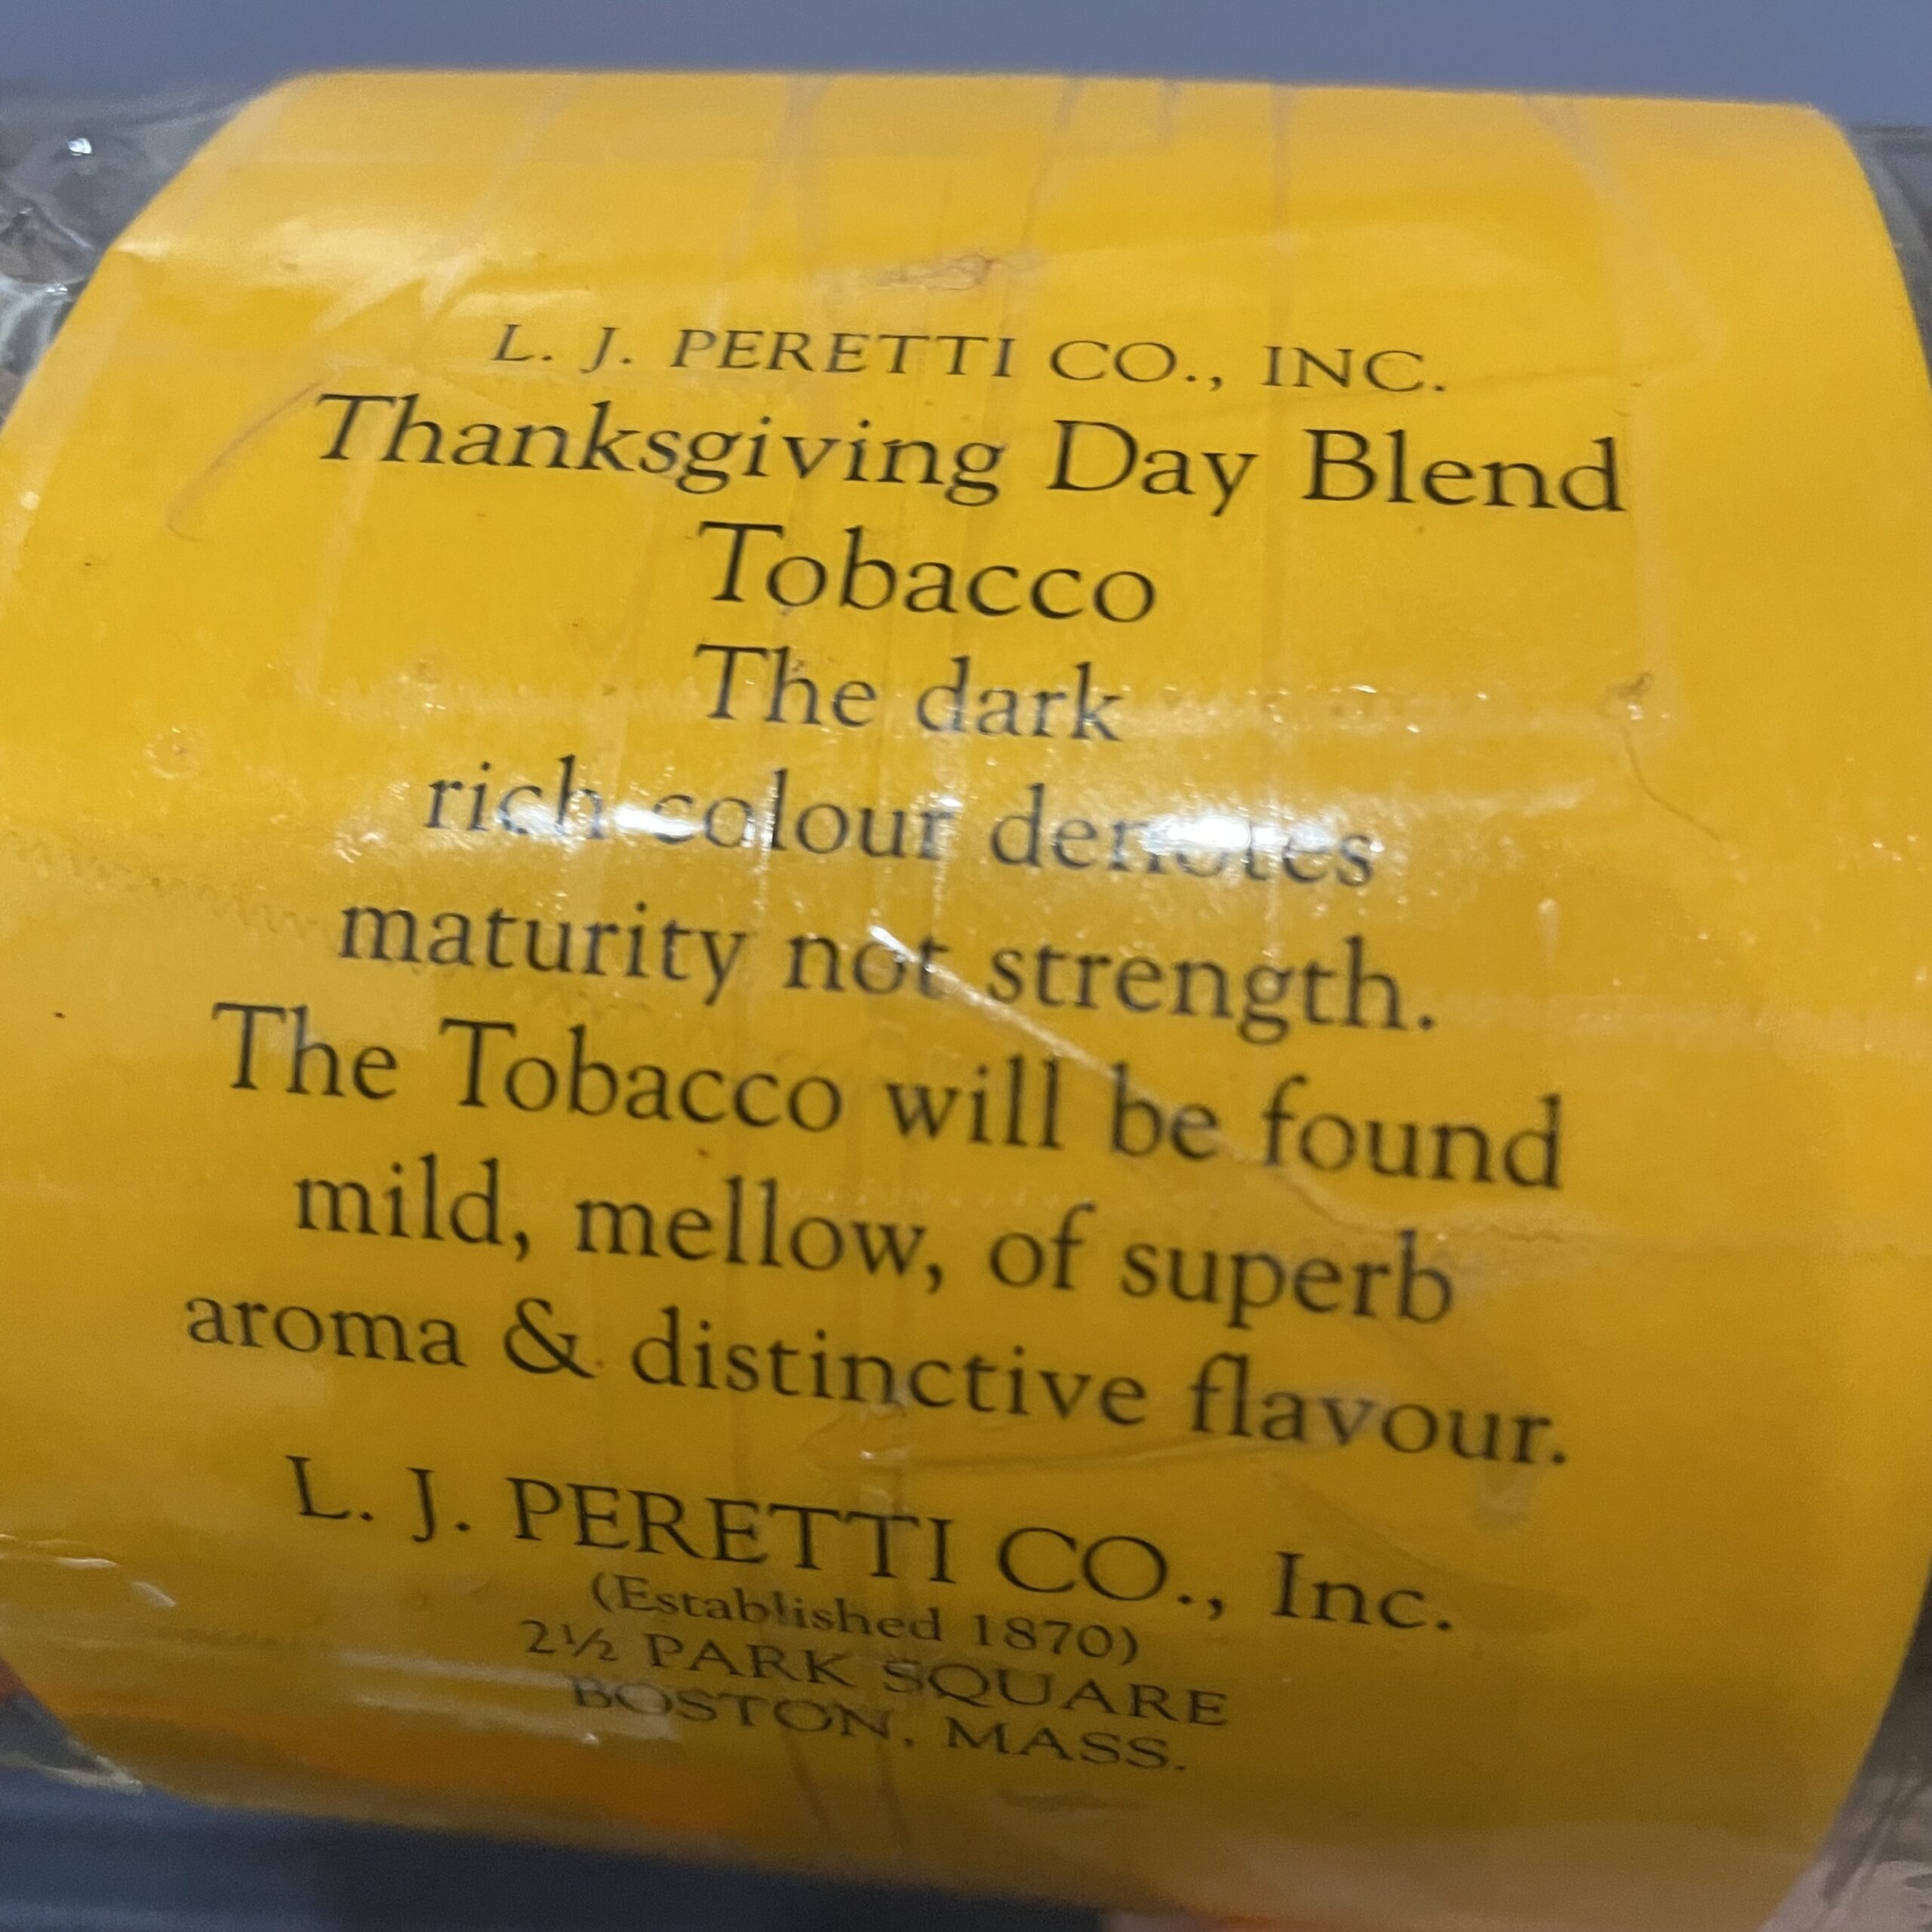 L. J. PERETTI CO., INC.
Thanksgiving Day Blend
Tobacco
The dark
rich colour denotes
maturity not strength.
The Tobacco will be found
mild, mellow, of superb
aroma & distinctive flavour.
L. J. PERETTI CO., Inc.
(Established 1870)
2½ PARK SQUARE
BOSTON, MASS.